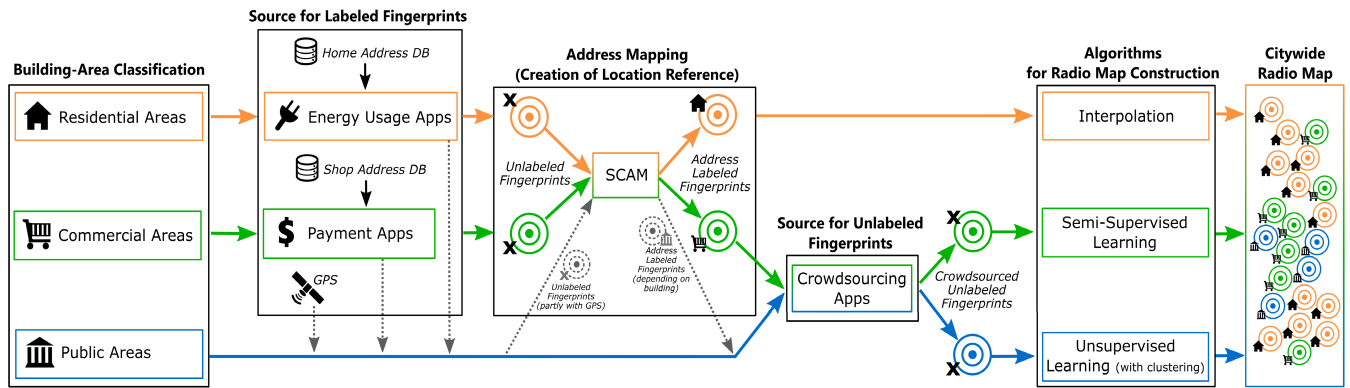 Building-Area Classification
Residential Areas
Commercial Areas
Public Areas
Source for Labeled Fingerprints
Home Address DB
Energy Usage Apps
Shop Address DB
$ Payment Apps
GPS
Address Mapping
(Creation of Location Reference)
X
Unlabeled
Fingerprints
X
SCAM
Address
Labeled
Fingerprints
X
Unlabeled
Fingerprints
(partly with GPS)
Address
Labeled
Fingerprints
(depending on
building)
Source for Unlabeled
Fingerprints
Crowdsourcing
Apps
X
Crowdsourced
Unlabeled
Fingerprints
X
Algorithms
for Radio Map Construction
Interpolation
Semi-Supervised
Learning
Unsupervised
Learning (with clustering)
Citywide
Radio Map